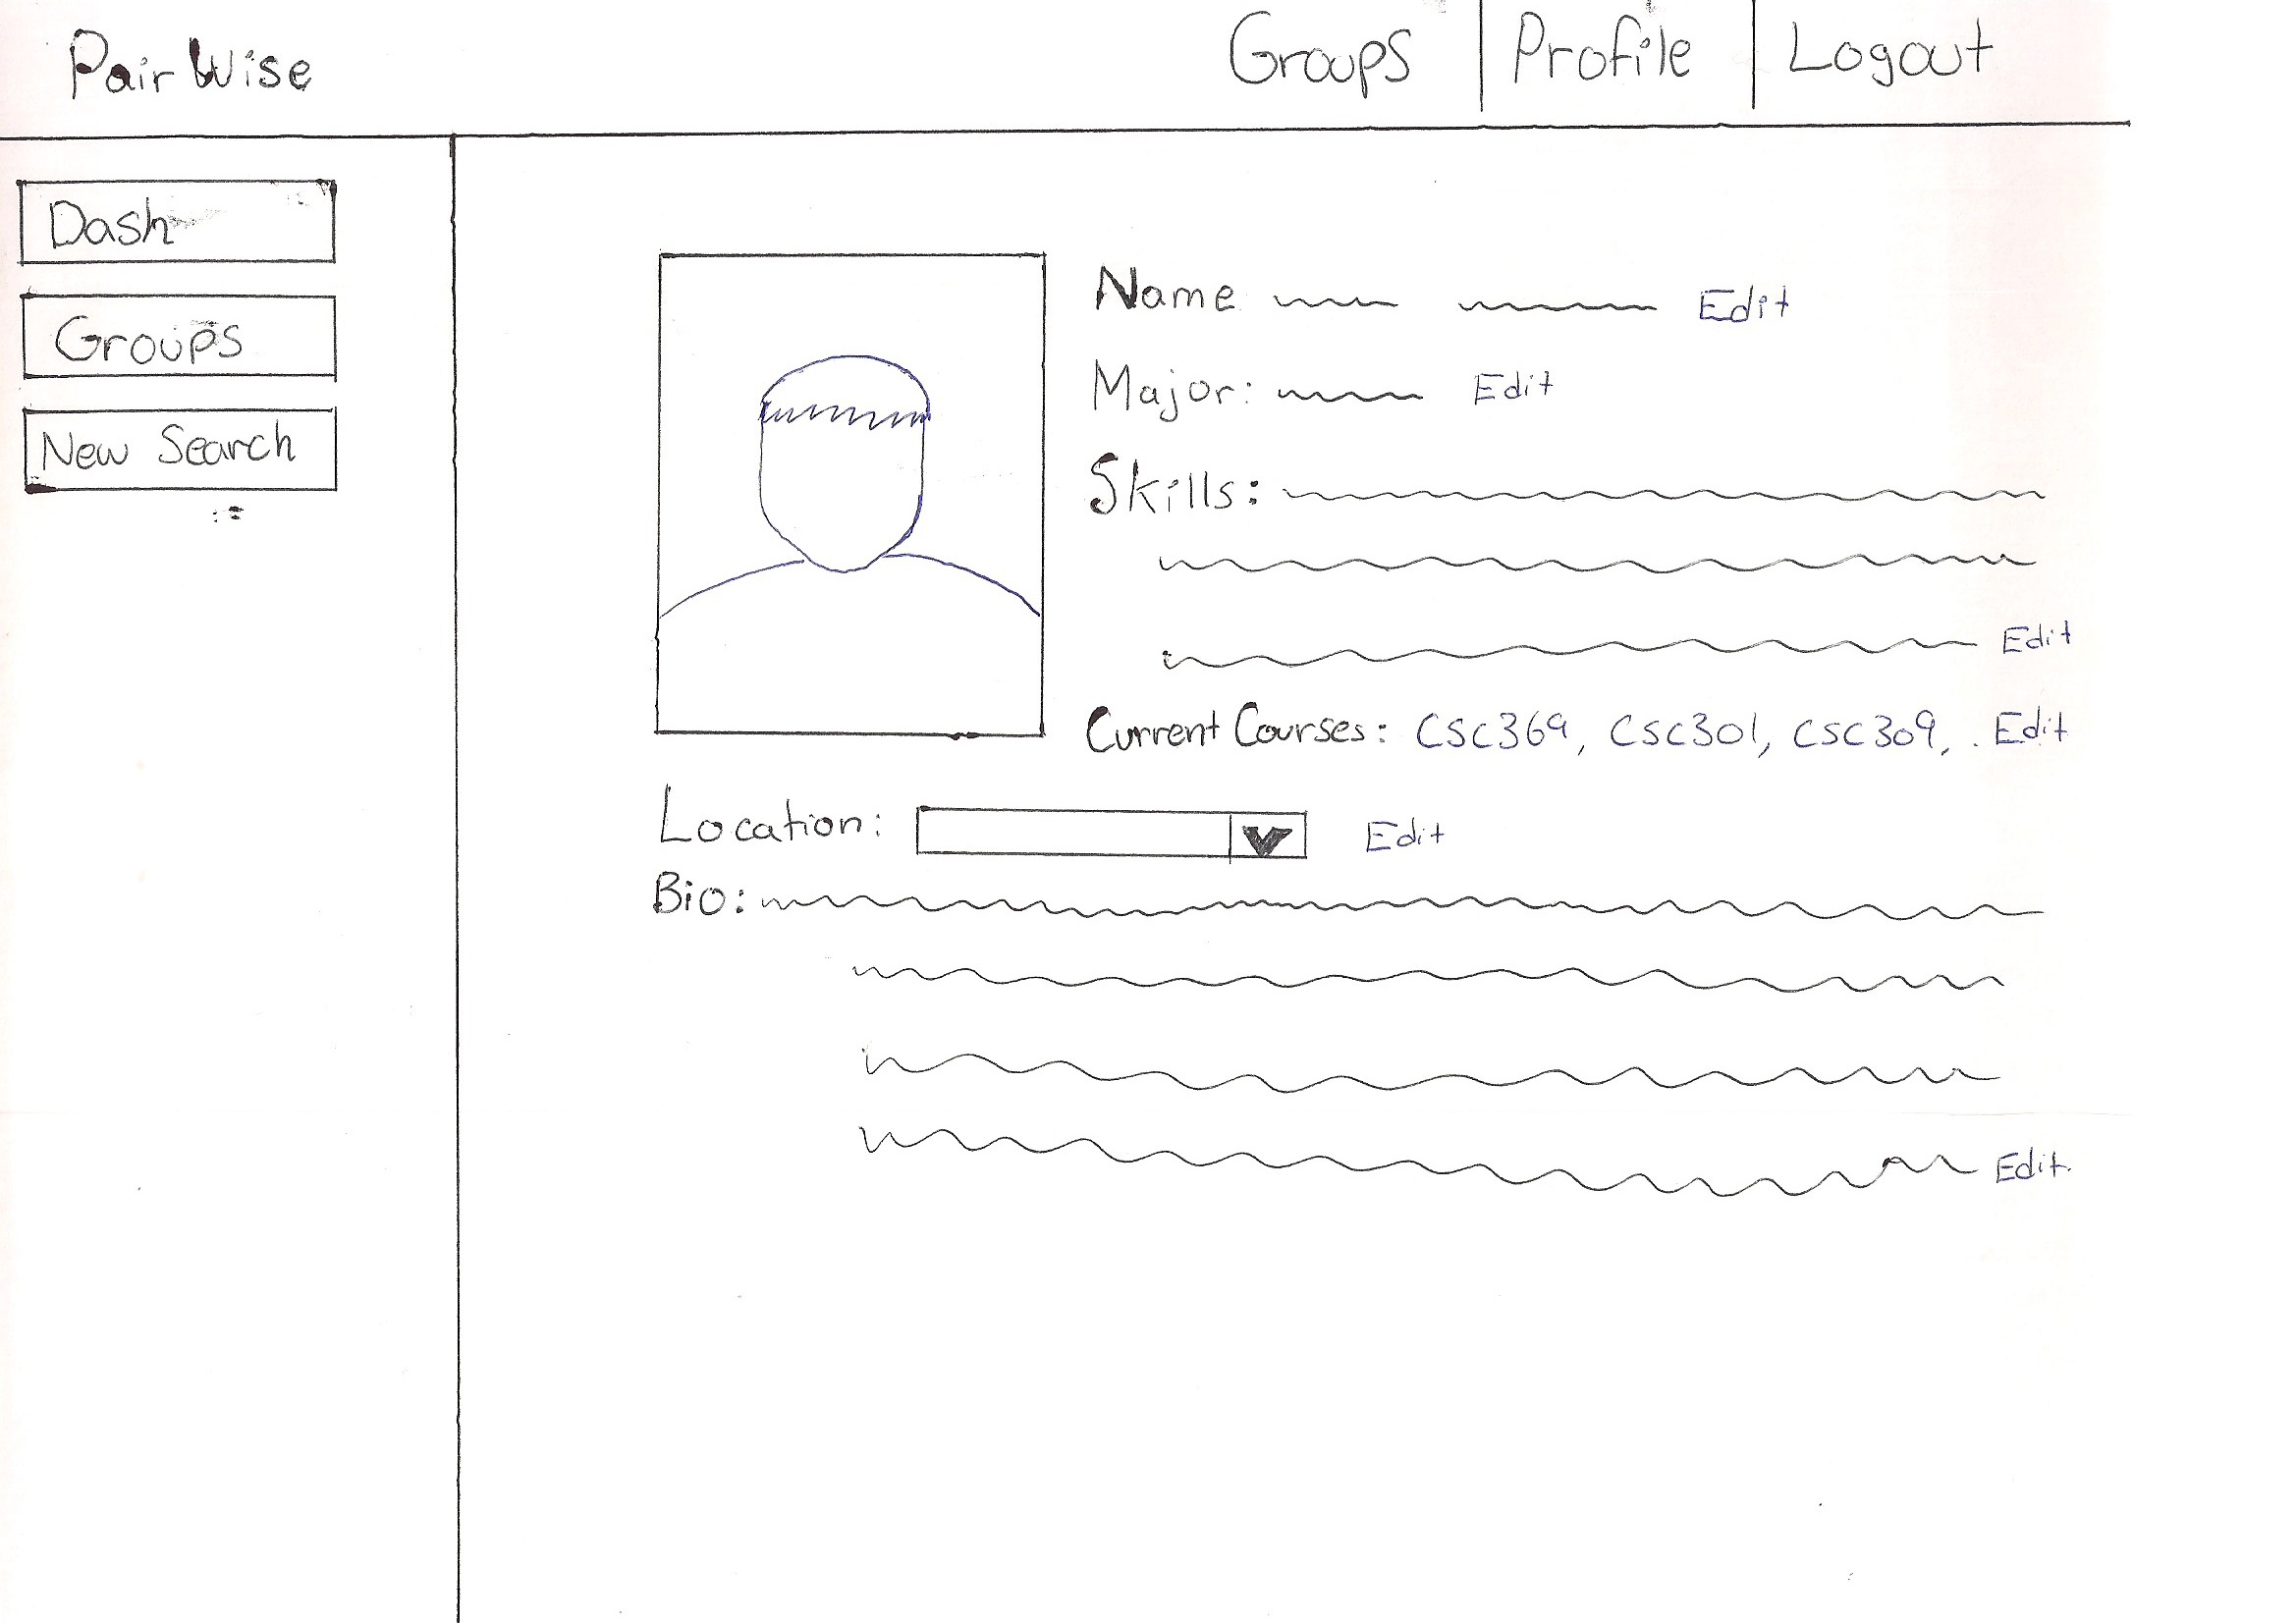 PairWise
Groups Profile Logout
Dash
Groups
New Search
Name Edit
Major: Edit
Skills:
Edit
Current Courses: CSC369, CSC301, CSC309, . Edit
Location: Edit
Bio:
Edit.